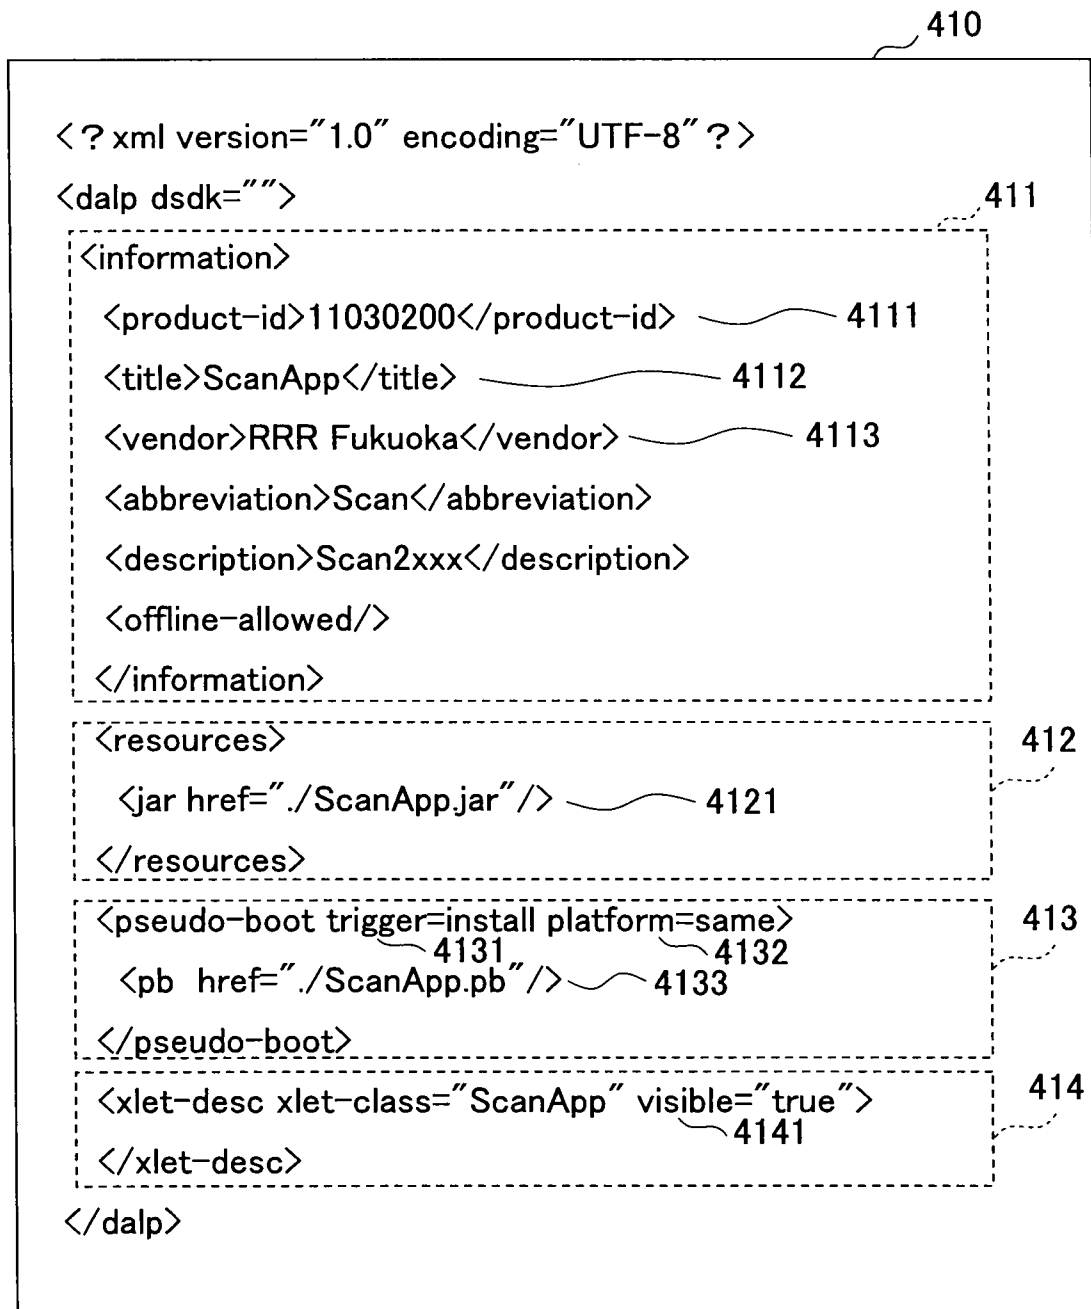 410
<?xml version="1.0" encoding="UTF-8"?>
<dalp dsdk="">
411
<information>
<product-id>11030200</product-id> 4111
<title>ScanApp</title> 4112
<vendor>RRR Fukuoka</vendor> 4113
<abbreviation>Scan</abbreviation>
<description>Scan2xxx</description>
<offline-allowed/>
</information>
<resources> 412
<jar href="./ScanApp.jar"/> 4121
</resources>
<pseudo-boot trigger=install platform=same> 413
4131 4132
<pb href="./ScanApp.pb"/> 4133
</pseudo-boot>
<xlet-desc xlet-class="ScanApp" visible="true"> 414
4141
</xlet-desc>
</dalp>